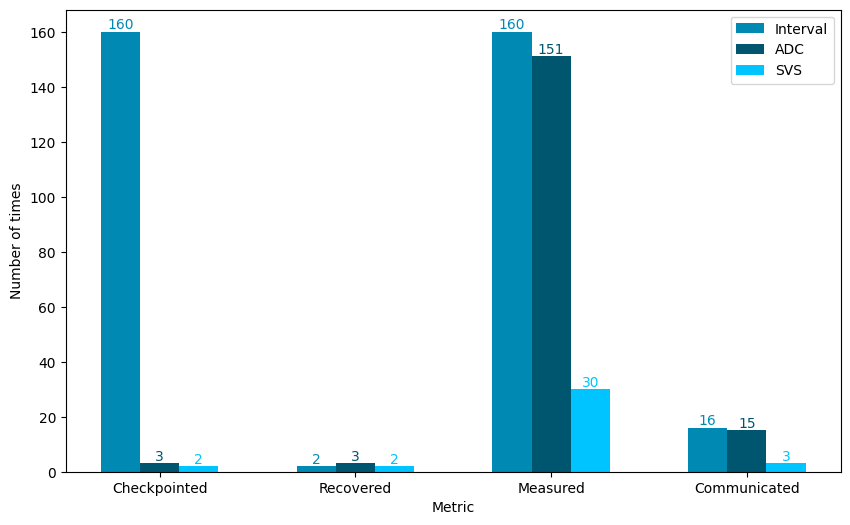 Interval
ADC
SVS
Number of times
160
140
120
100
80
60
40
20
0
160
3
2
2
3
2
160
151
30
16
15
3
Checkpointed
Recovered
Measured
Communicated
Metric